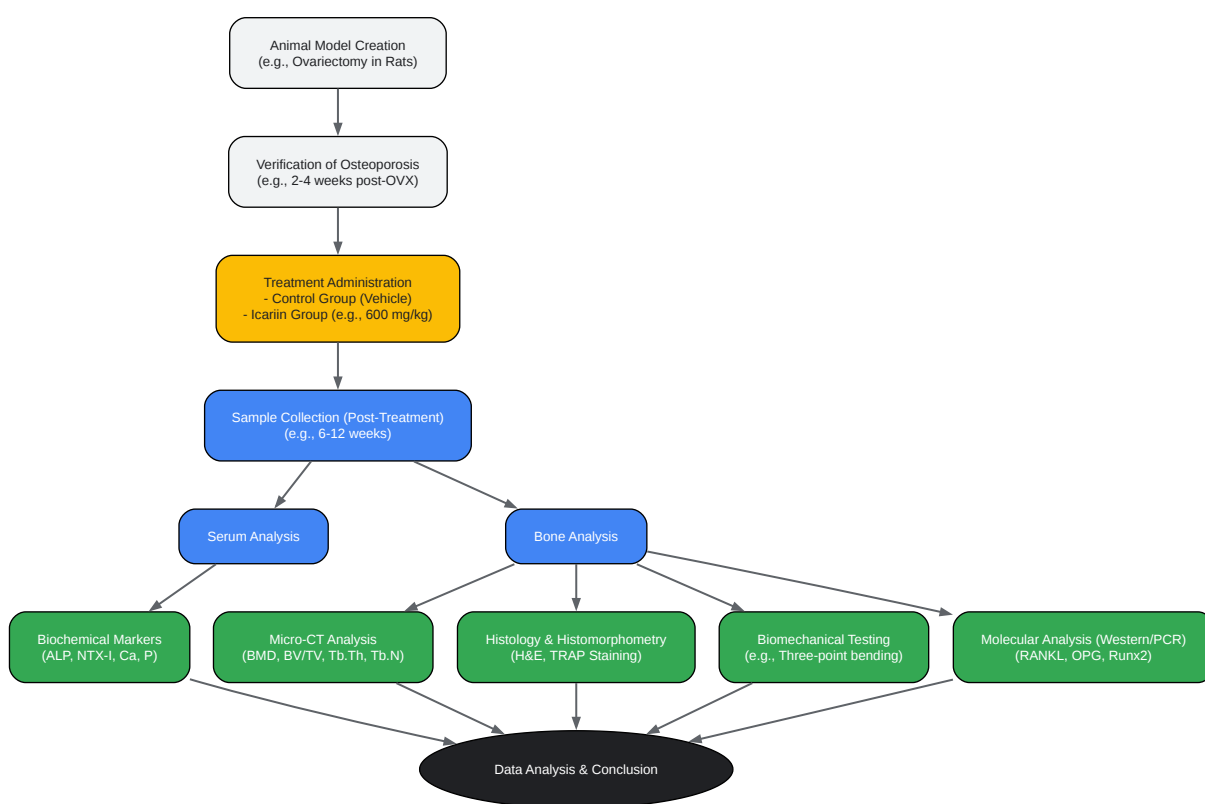 Animal Model Creation
(e.g., Ovariectomy in Rats)
Verification of Osteoporosis
(e.g., 2-4 weeks post-OVX)
Treatment Administration
- Control Group (Vehicle)
- Icariin Group (e.g., 600 mg/kg)
Sample Collection (Post-Treatment)
(e.g., 6-12 weeks)
Serum Analysis
Bone Analysis
Biochemical Markers
(ALP, NTX-I, Ca, P)
Micro-CT Analysis
(BMD, BV/TV, Tb.Th, Tb.N)
Histology & Histomorphometry
(H&E, TRAP Staining)
Biomechanical Testing
(e.g., Three-point bending)
Molecular Analysis (Western/PCR)
(RANKL, OPG, Runx2)
Data Analysis & Conclusion